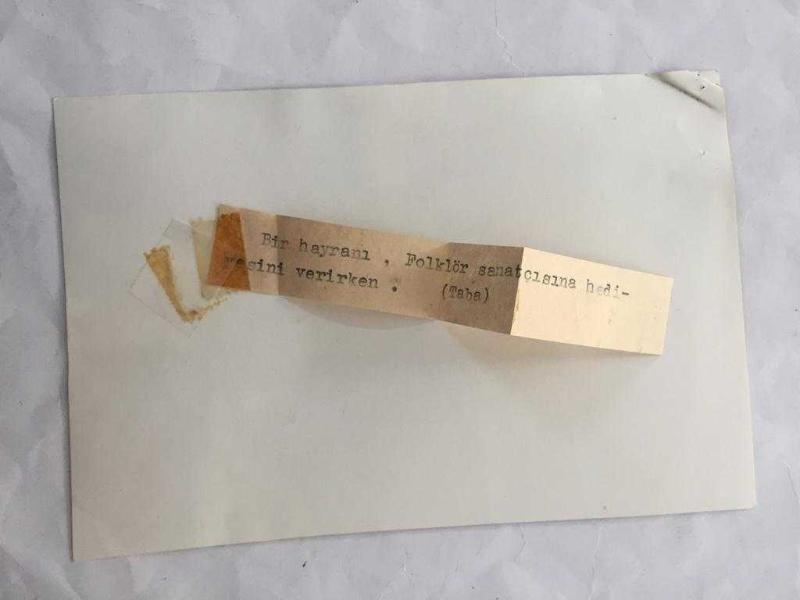 Bir hayranı , Folklör sanatçısına hedi-
yesini verirken . (Taba)